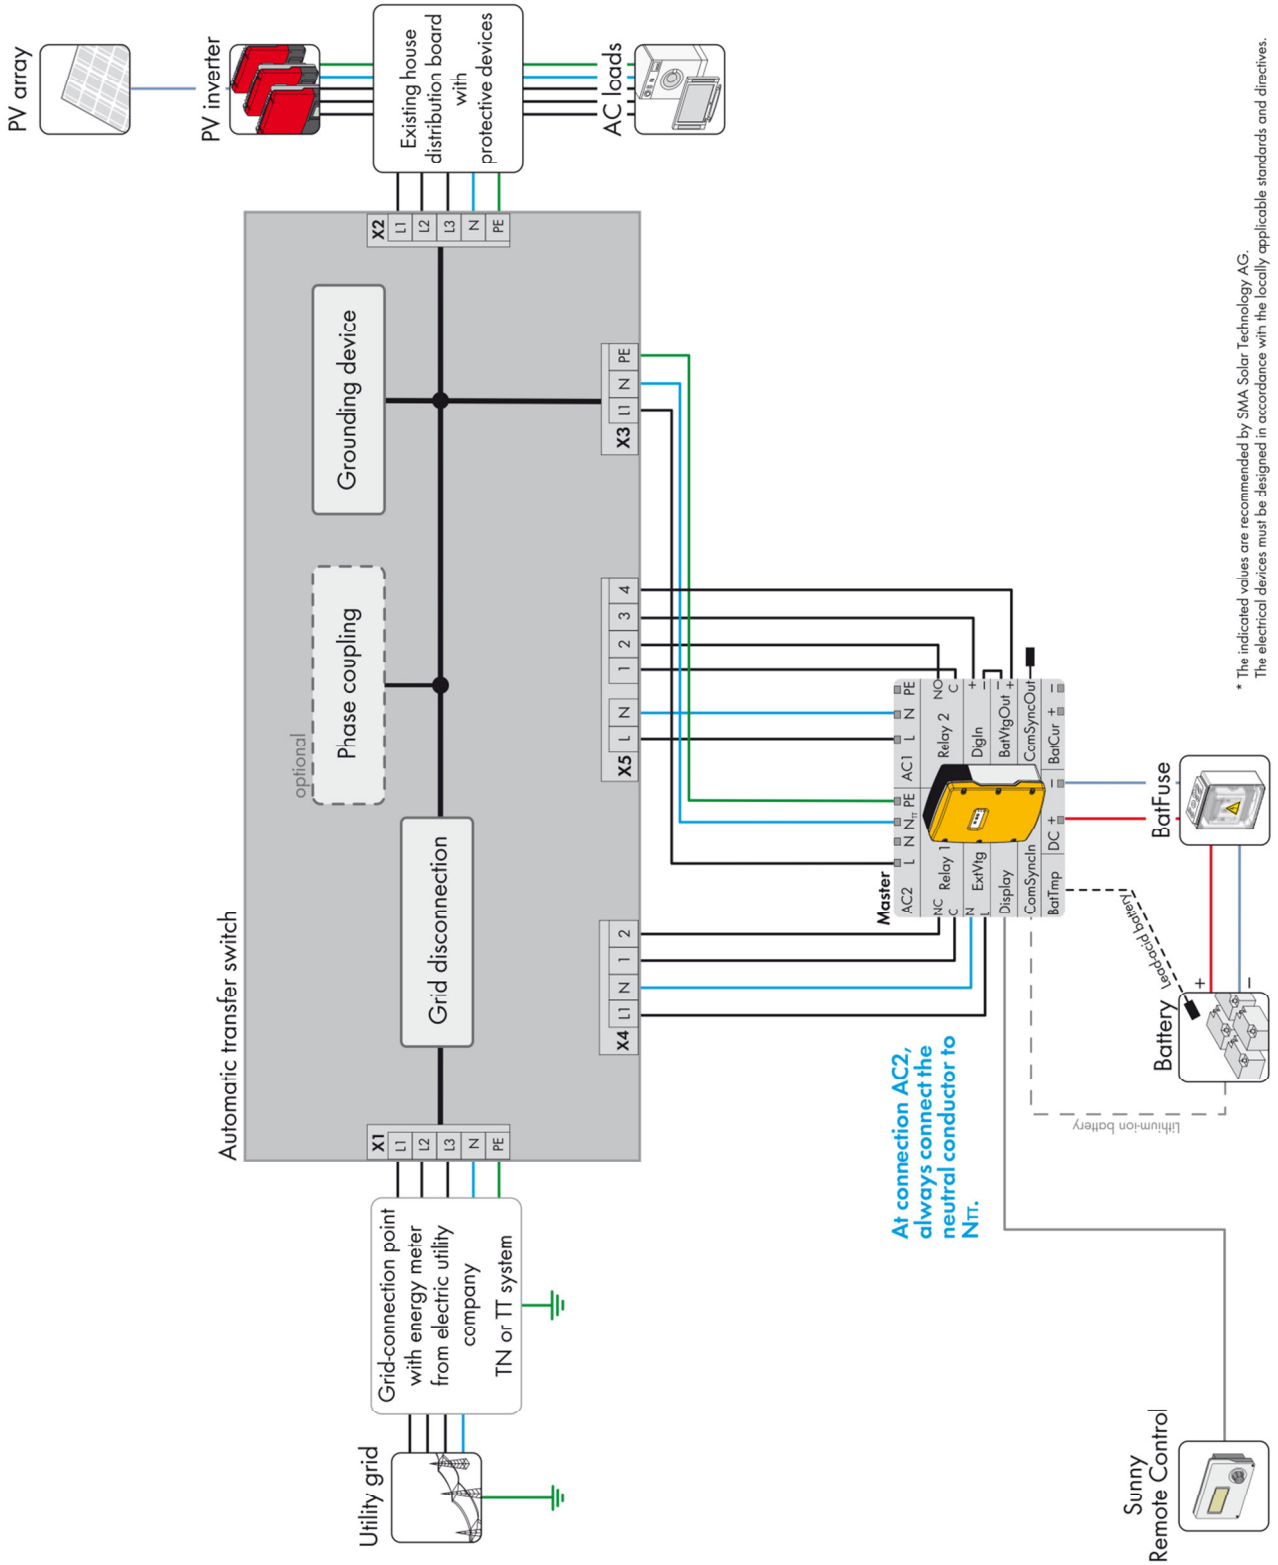 Automatic transfer switch
optional
Utility grid
Grid-connection point
with energy meter
from electric utility
company
TN or TT system
X1
L1
L2
L3
N
PE
Grid disconnection
Phase coupling
Grounding device
X2
L1
L2
L3
N
PE
Existing house
distribution board
with
protective devices
PV array
PV inverter
AC loads
X4
L1
N
1
2
X5
L
N
1
2
3
4
X3
L1
N
PE
At connection AC2,
always connect the
neutral conductor to
NTT.
Master
AC2 L N NTT PE
AC1 L N PE
NC
C
Relay 1
Relay 2
NO
C
N
L
ExtVtg
DigIn
+
−
Display
BatVtgOut
−
+
ComSyncIn
ComSyncOut
BatTmp
DC + −
BatCur + −
Lead-acid battery
Lithium-ion battery
Battery
+
−
BatFuse
Sunny
Remote Control
* The indicated values are recommended by SMA Solar Technology AG.
The electrical devices must be designed in accordance with the locally applicable standards and directives.